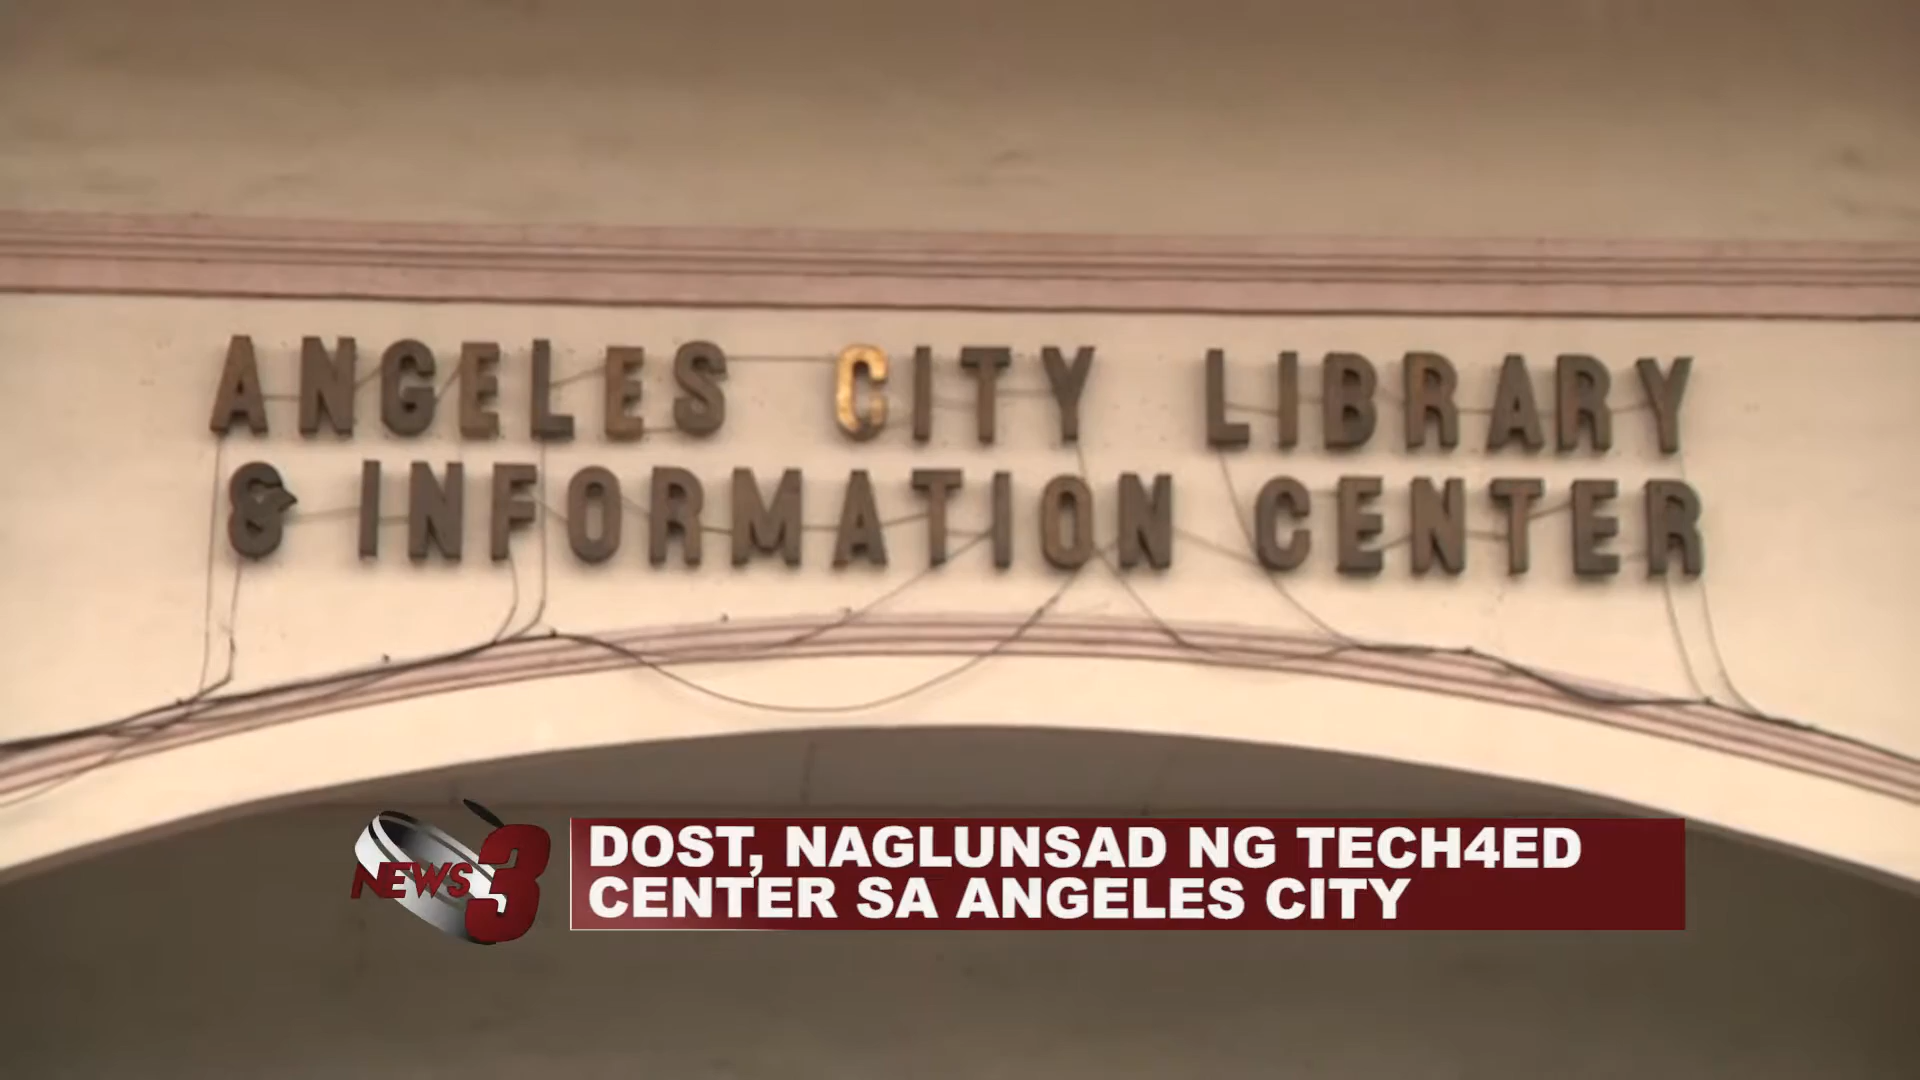 ANGELES CITY LIBRARY
& INFORMATION CENTER
NEWS 3
DOST, NAGLUNSAD NG TECH4ED
CENTER SA ANGELES CITY